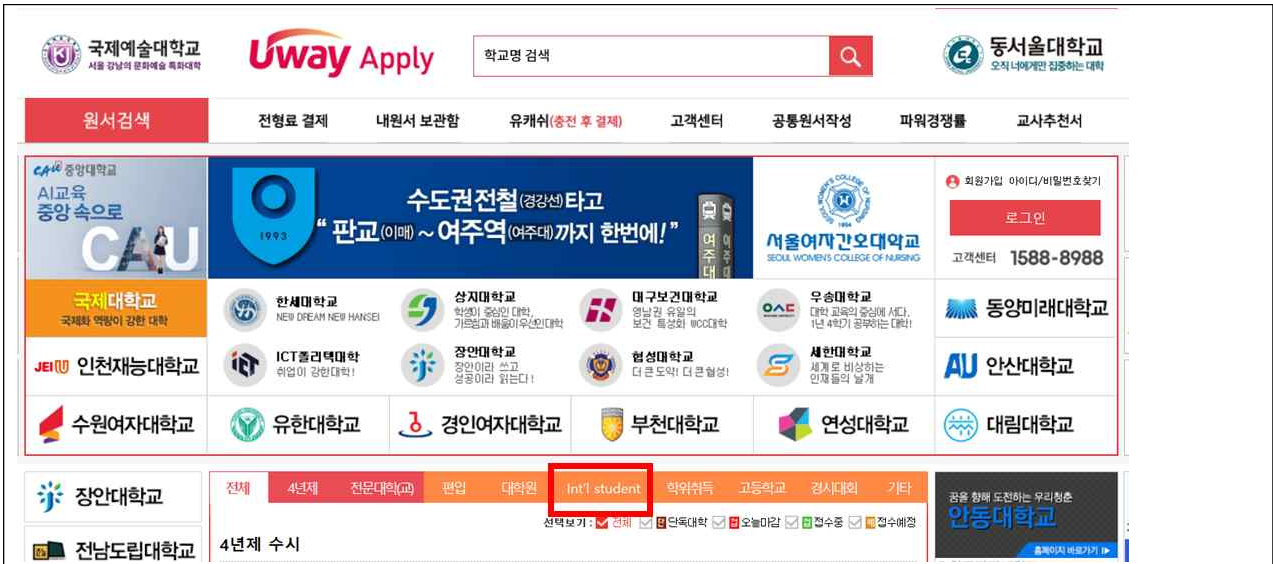 국제예술대학교
서울 강남의 문화예술 특화대학
Uway Apply
학교명 검색
동서울대학교
오직 너에게만 집중하는 대학
원서검색
전형료 결제
내원서 보관함
유캐쉬(충전 후 결제)
고객센터
공통원서작성
파워경쟁률
교사추천서
CAU 중앙대학교
AI교육
중앙 속으로
CAU
1993
수도권전철(경강선)타고
“ 판교(이매) ~ 여주역(여주대)까지 한번에! ”
여주대
여주대
SEOUL WOMEN'S COLLEGE OF NURSING
1954
서울여자간호대학교
SEOUL WOMEN'S COLLEGE OF NURSING
회원가입 아이디/비밀번호찾기
로그인
고객센터 1588-8988
국제대학교
국제화 역량이 강한 대학
한세대학교
NEW DREAM NEW HANSEI
상지대학교
학생이 중심인 대학,
가르침과 배움이 우선인대학
대구보건대학교
영남권 유일의
보건 특성화 WCC대학
우송대학교
대학 교육의 중심에 서다.
1년 4학기 공부하는 대학!
동양미래대학교
JEIU 인천재능대학교
ICT폴리텍대학
취업이 강한대학!
장안대학교
장안이라 쓰고
성공이라 읽는다!
협성대학교
더 큰 도약! 더 큰 협성!
세한대학교
세계로 비상하는
인재들의 날개
AU 안산대학교
수원여자대학교
유한대학교
경인여자대학교
부천대학교
연성대학교
대림대학교
장안대학교
전남도립대학교
전체
4년제
전문대학(교)
편입
대학원
Int'l student
학위취득
고등학교
경시대회
기타
선택보기 : 전체 단독대학 오늘마감 접수중 접수예정
4년제 수시
꿈을 향해 도전하는 우리청춘
안동대학교
홈페이지 바로가기